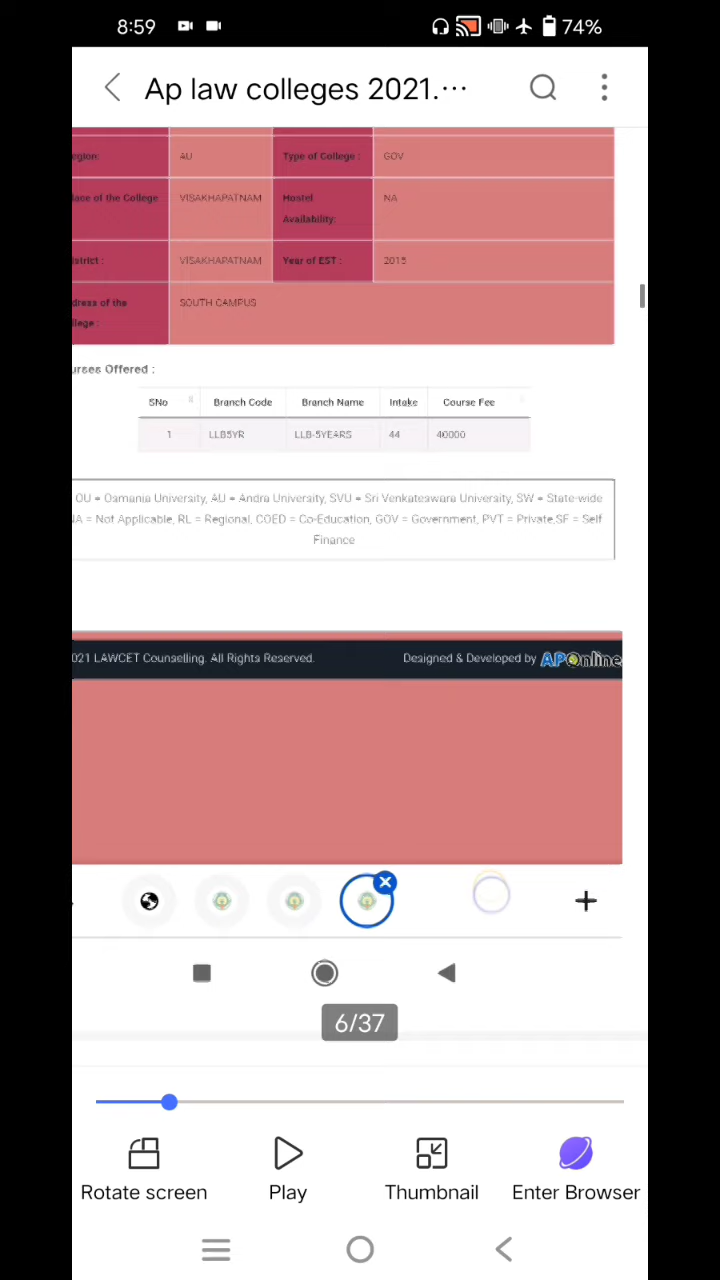 8:59
74%
Ap law colleges 2021.···
egion: AU Type of College : GOV
lace of the College VISAKHAPATNAM Hostel Availability: NA
istrict : VISAKHAPATNAM Year of EST : 2015
dress of the llege : SOUTH CAMPUS
urses Offered :
SNo Branch Code Branch Name Intake Course Fee
1 LLB5YR LLB-5YEARS 44 40000
OU = Osmania University, AU = Andra University, SVU = Sri Venkateswara University, SW = State-wide
NA = Not Applicable, RL = Regional, COED = Co-Education, GOV = Government, PVT = Private,SF = Self
Finance
021 LAWCET Counselling. All Rights Reserved. Designed & Developed by APOnline
6/37
Rotate screen Play Thumbnail Enter Browser